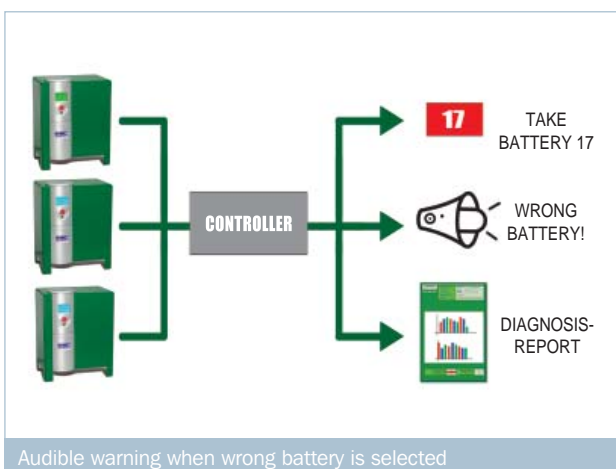 17
TAKE
BATTERY 17
CONTROLLER
WRONG
BATTERY!
DIAGNOSIS-
REPORT
Audible warning when wrong battery is selected